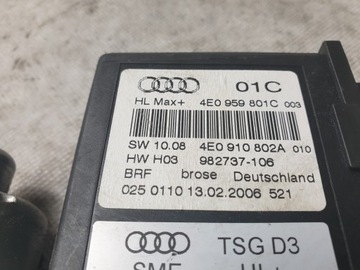 01C
HL Max+ 4E0 959 801C 003
SW 10.08 4E0 910 802A 010
HW H03 982737-106
BRF brose Deutschland
025 0110 13.02.2006 521
TSG D3